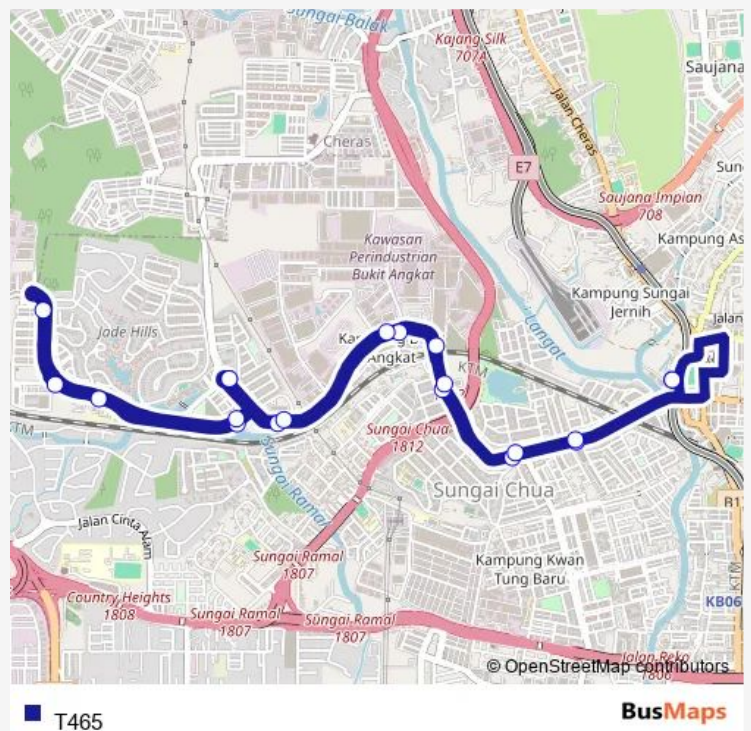 Sungai Balak
Kajang Silk
707A
Saujana
Jalan Cheras
Cheras
E7
Sun
Saujana Impian
708
Kawasan
Perindustrian
Bukit Angkat
Kampung As
Kampung Sungai
Jernih
Jalan
Jade Hills
Langat
Angkat
KTM
KTM
Sungai Chua
1812
Sungai Ramal
Sungai Chua
B1
Jalan Cinta Alam
Sungai Ramal
1807
Kampung Kwan
Tung Baru
KTM
Country Heights
1808
KB06
Sungai Ramal
1807
Sungai Ramal
1807
Jalan Reko
1806
© OpenStreetMap contributors
T465
BusMaps